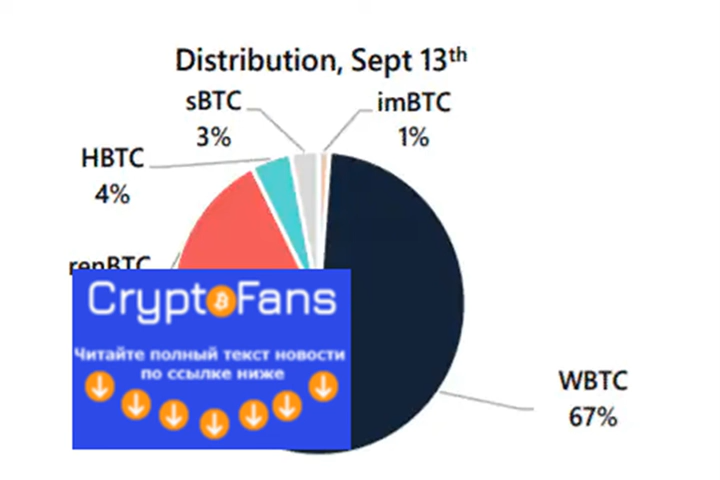 Distribution, Sept 13th
sBTC
3%
imBTC
1%
HBTC
4%
renBTC
CryptoFans
Читайте полный текст новости
по ссылке ниже
WBTC
67%